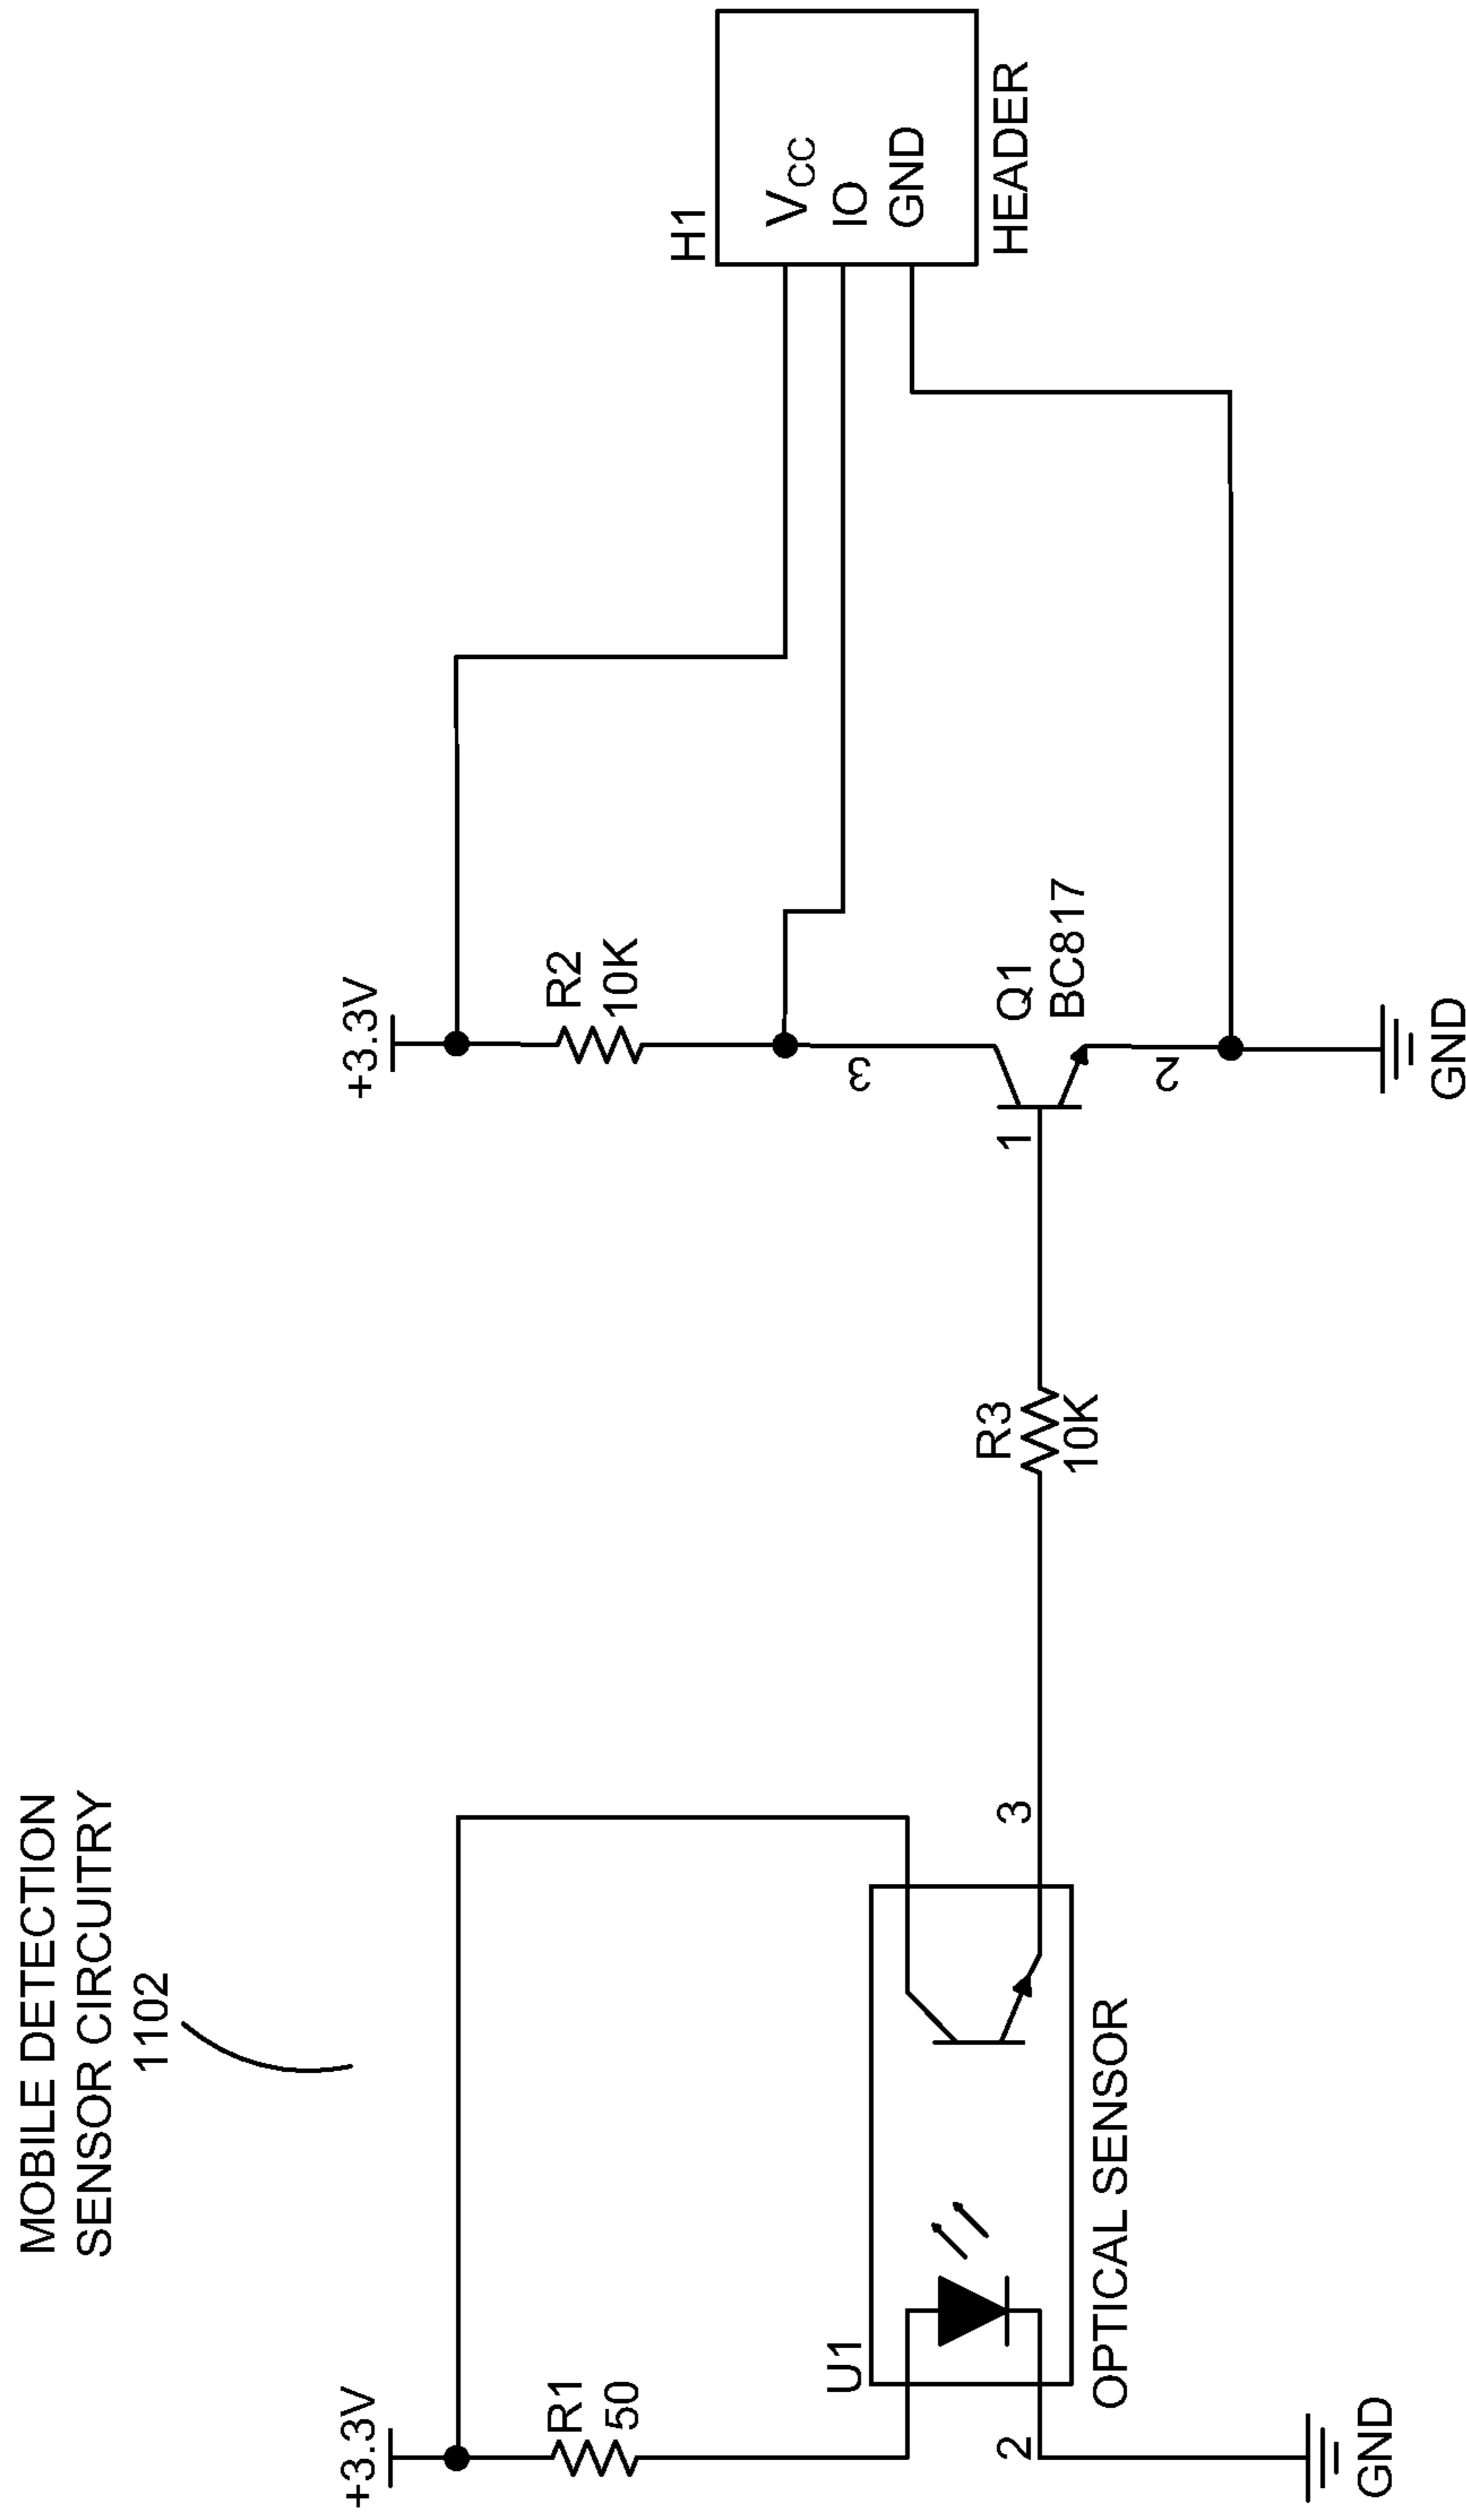 MOBILE DETECTION
SENSOR CIRCUITRY
1102
+3.3V
R1
50
U1
2
OPTICAL SENSOR
GND
3
R3
10K
+3.3V
R2
10K
3
1
Q1
BC817
2
GND
H1
VCC
IO
GND
HEADER